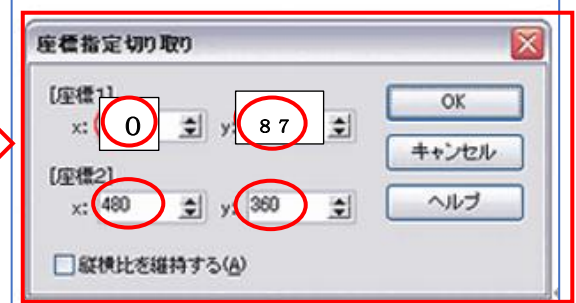 座標指定切り取り
[座標1]
x: 0 y: 87
[座標2]
x: 480 y: 360
縦横比を維持する(A)
OK
キャンセル
ヘルプ